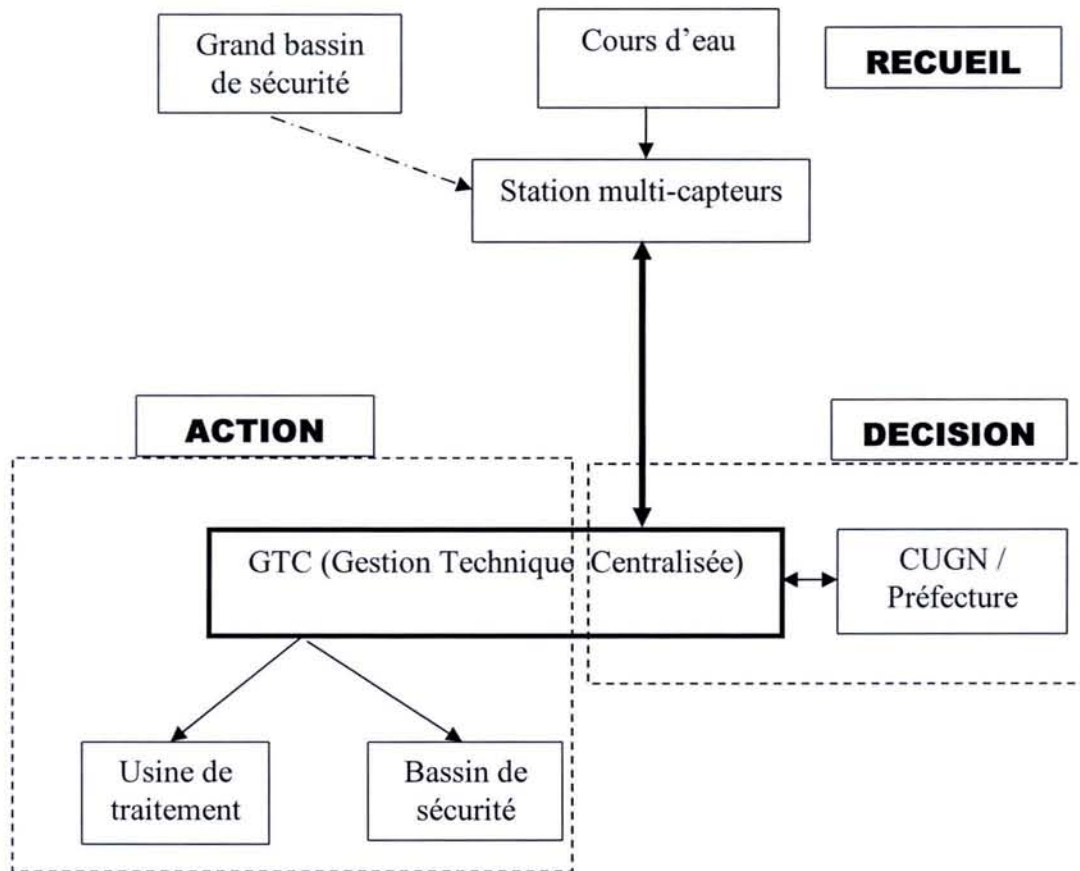 Grand bassin
de sécurité
Cours d'eau
RECUEIL
Station multi-capteurs
ACTION
DECISION
GTC (Gestion Technique Centralisée)
CUGN /
Préfecture
Usine de
traitement
Bassin de
sécurité